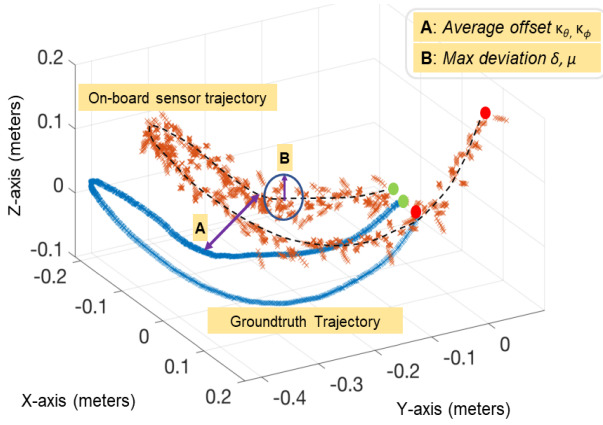 A: Average offset κθ, κϕ
B: Max deviation δ, μ
On-board sensor trajectory
B
A
Groundtruth Trajectory
Z-axis (meters)
0.2
0.1
0
-0.1
-0.2
-0.1
0
0.1
0.2
X-axis (meters)
-0.4
-0.3
-0.2
-0.1
0
Y-axis (meters)